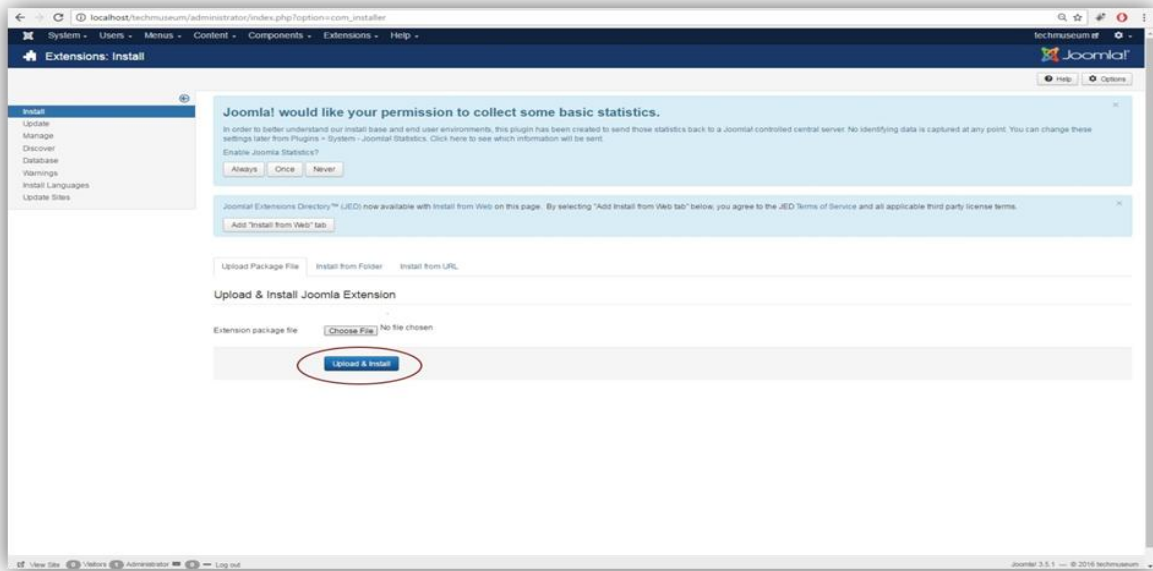 localhost/techmuseum/administrator/index.php?option=com_installer
System Users Menus Content Components Extensions Help techmuseum
Extensions: Install Joomla!
Help Options
Install
Update
Manage
Discover
Database
Warnings
Install Languages
Update Sites
Joomla! would like your permission to collect some basic statistics.
In order to better understand our install base and end user environments, this plugin has been created to send those statistics back to a Joomla! controlled central server. No identifying data is captured at any point. You can change these
settings later from Plugins > System - Joomla! Statistics. Click here to see which information will be sent.
Enable Joomla Statistics?
Always Once Never
Joomla! Extensions Directory™ (JED) now available with Install from Web on this page. By selecting "Add Install from Web tab" below, you agree to the JED Terms of Service and all applicable third party license terms.
Add "Install from Web" tab
Upload Package File Install from Folder Install from URL
Upload & Install Joomla Extension
Extension package file Choose File No file chosen
Upload & Install
View Site 0 Visitors 1 Administrator 0 Log out Joomla! 3.5.1 — © 2016 techmuseum